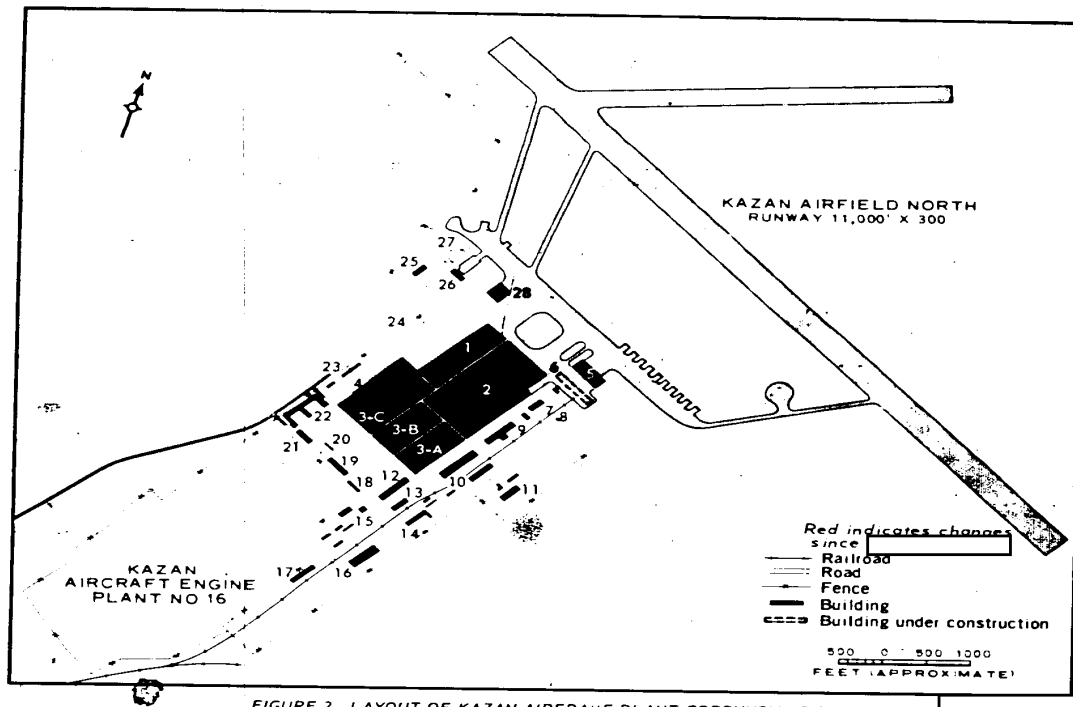 N
KAZAN AIRFIELD NORTH
RUNWAY 11,000' X 300
27
25
26
28
24
1
23
4
6
5
2
3-C
22
7
8
3-B
9
21
20
3-A
19
10
12
18
11
13
15
14
17
16
KAZAN
AIRCRAFT ENGINE
PLANT NO 16
Red indicates changes
since
Railroad
Road
Fence
Building
Building under construction
500 0 500 1000
FEET (APPROXIMATE)
FIGURE 2. LAYOUT OF KAZAN AIRFRAME PLANT